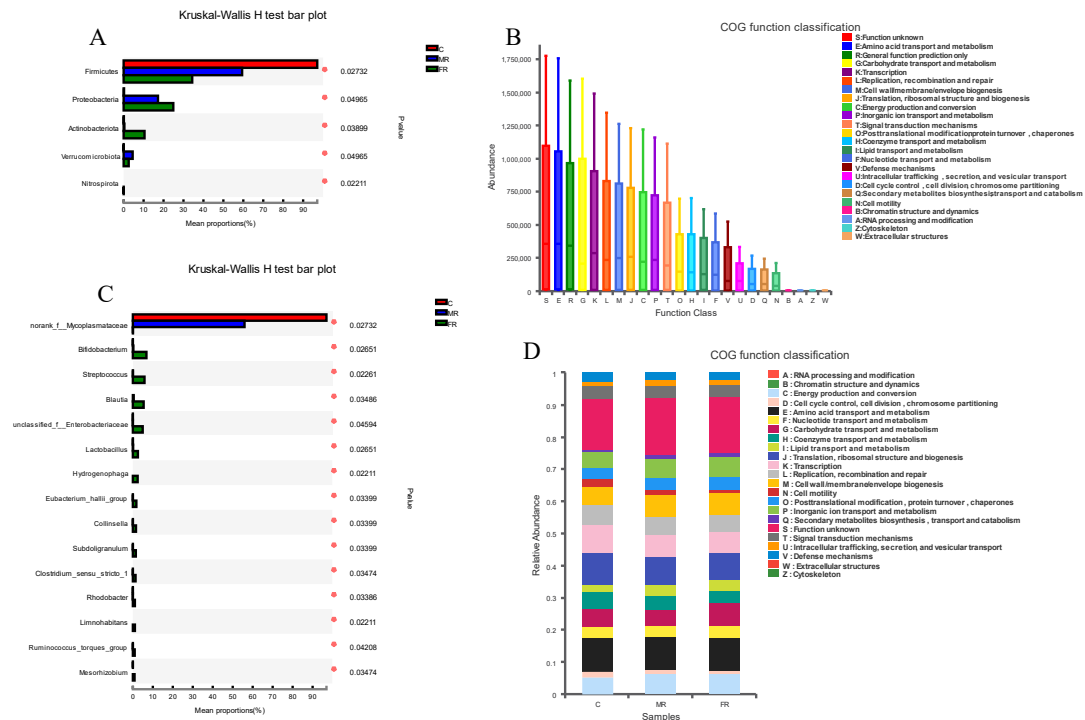 Kruskal-Wallis H test bar plot
A
C
MR
FR
Firmicutes
Proteobacteria
Actinobacteriota
Verrucomicrobiota
Nitrospirota
0.02732
0.04965
0.03899
0.04965
0.02211
Pvalue
0 10 20 30 40 50 60 70 80 90
Mean proportions(%)
B
COG function classification
Abundance
1,750,000
1,500,000
1,250,000
1,000,000
750,000
500,000
250,000
0
S E R G K L M J C P T O H I F V U D Q N B A Z W
Function Class
S:Function unknown
E:Amino acid transport and metabolism
R:General function prediction only
G:Carbohydrate transport and metabolism
K:Transcription
L:Replication, recombination and repair
M:Cell wall/membrane/envelope biogenesis
J:Translation, ribosomal structure and biogenesis
C:Energy production and conversion
P:Inorganic ion transport and metabolism
T:Signal transduction mechanisms
O:Posttranslational modification,protein turnover , chaperones
H:Coenzyme transport and metabolism
I:Lipid transport and metabolism
F:Nucleotide transport and metabolism
V:Defense mechanisms
U:Intracellular trafficking , secretion, and vesicular transport
D:Cell cycle control , cell division, chromosome partitioning
Q:Secondary metabolites biosynthesis,transport and catabolism
N:Cell motility
B:Chromatin structure and dynamics
A:RNA processing and modification
Z:Cytoskeleton
W:Extracellular structures
Kruskal-Wallis H test bar plot
C
C
MR
FR
norank_f__Mycoplasmataceae
Bifidobacterium
Streptococcus
Blautia
unclassified_f__Enterobacteriaceae
Lactobacillus
Hydrogenophaga
Eubacterium_hallii_group
Collinsella
Subdoligranulum
Clostridium_sensu_stricto_1
Rhodobacter
Limnohabitans
Ruminococcus_torques_group
Mesorhizobium
0.02732
0.02651
0.02261
0.03486
0.04594
0.02651
0.02211
0.03399
0.03399
0.03399
0.03474
0.03386
0.02211
0.04208
0.03474
Pvalue
0 10 20 30 40 50 60 70 80 90
Mean proportions(%)
D
COG function classification
Relative Abundance
1
0.9
0.8
0.7
0.6
0.5
0.4
0.3
0.2
0.1
0
C MR FR
Samples
A : RNA processing and modification
B : Chromatin structure and dynamics
C : Energy production and conversion
D : Cell cycle control, cell division , chromosome partitioning
E : Amino acid transport and metabolism
F : Nucleotide transport and metabolism
G : Carbohydrate transport and metabolism
H : Coenzyme transport and metabolism
I : Lipid transport and metabolism
J : Translation, ribosomal structure and biogenesis
K : Transcription
L : Replication, recombination and repair
M : Cell wall/membrane/envelope biogenesis
N : Cell motility
O : Posttranslational modification , protein turnover , chaperones
P : Inorganic ion transport and metabolism
Q : Secondary metabolites biosynthesis , transport and catabolism
S : Function unknown
T : Signal transduction mechanisms
U : Intracellular trafficking, secretion, and vesicular transport
V : Defense mechanisms
W : Extracellular structures
Z : Cytoskeleton